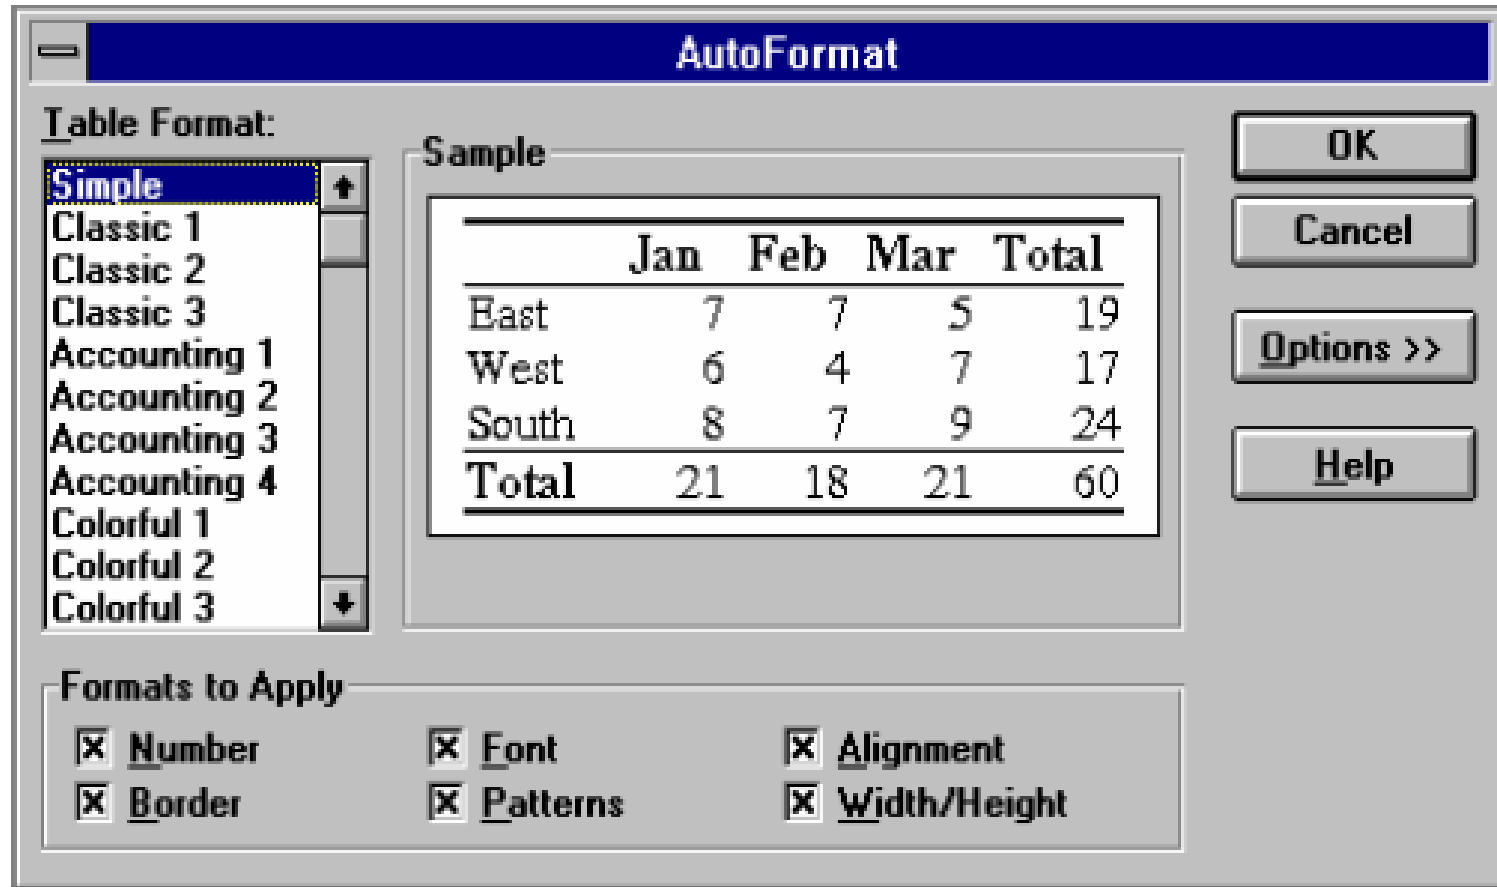 AutoFormat
Table Format:
Simple
Classic 1
Classic 2
Classic 3
Accounting 1
Accounting 2
Accounting 3
Accounting 4
Colorful 1
Colorful 2
Colorful 3
Sample
Jan Feb Mar Total
East 7 7 5 19
West 6 4 7 17
South 8 7 9 24
Total 21 18 21 60
OK
Cancel
Options >>
Help
Formats to Apply
Number Font Alignment
Border Patterns Width/Height